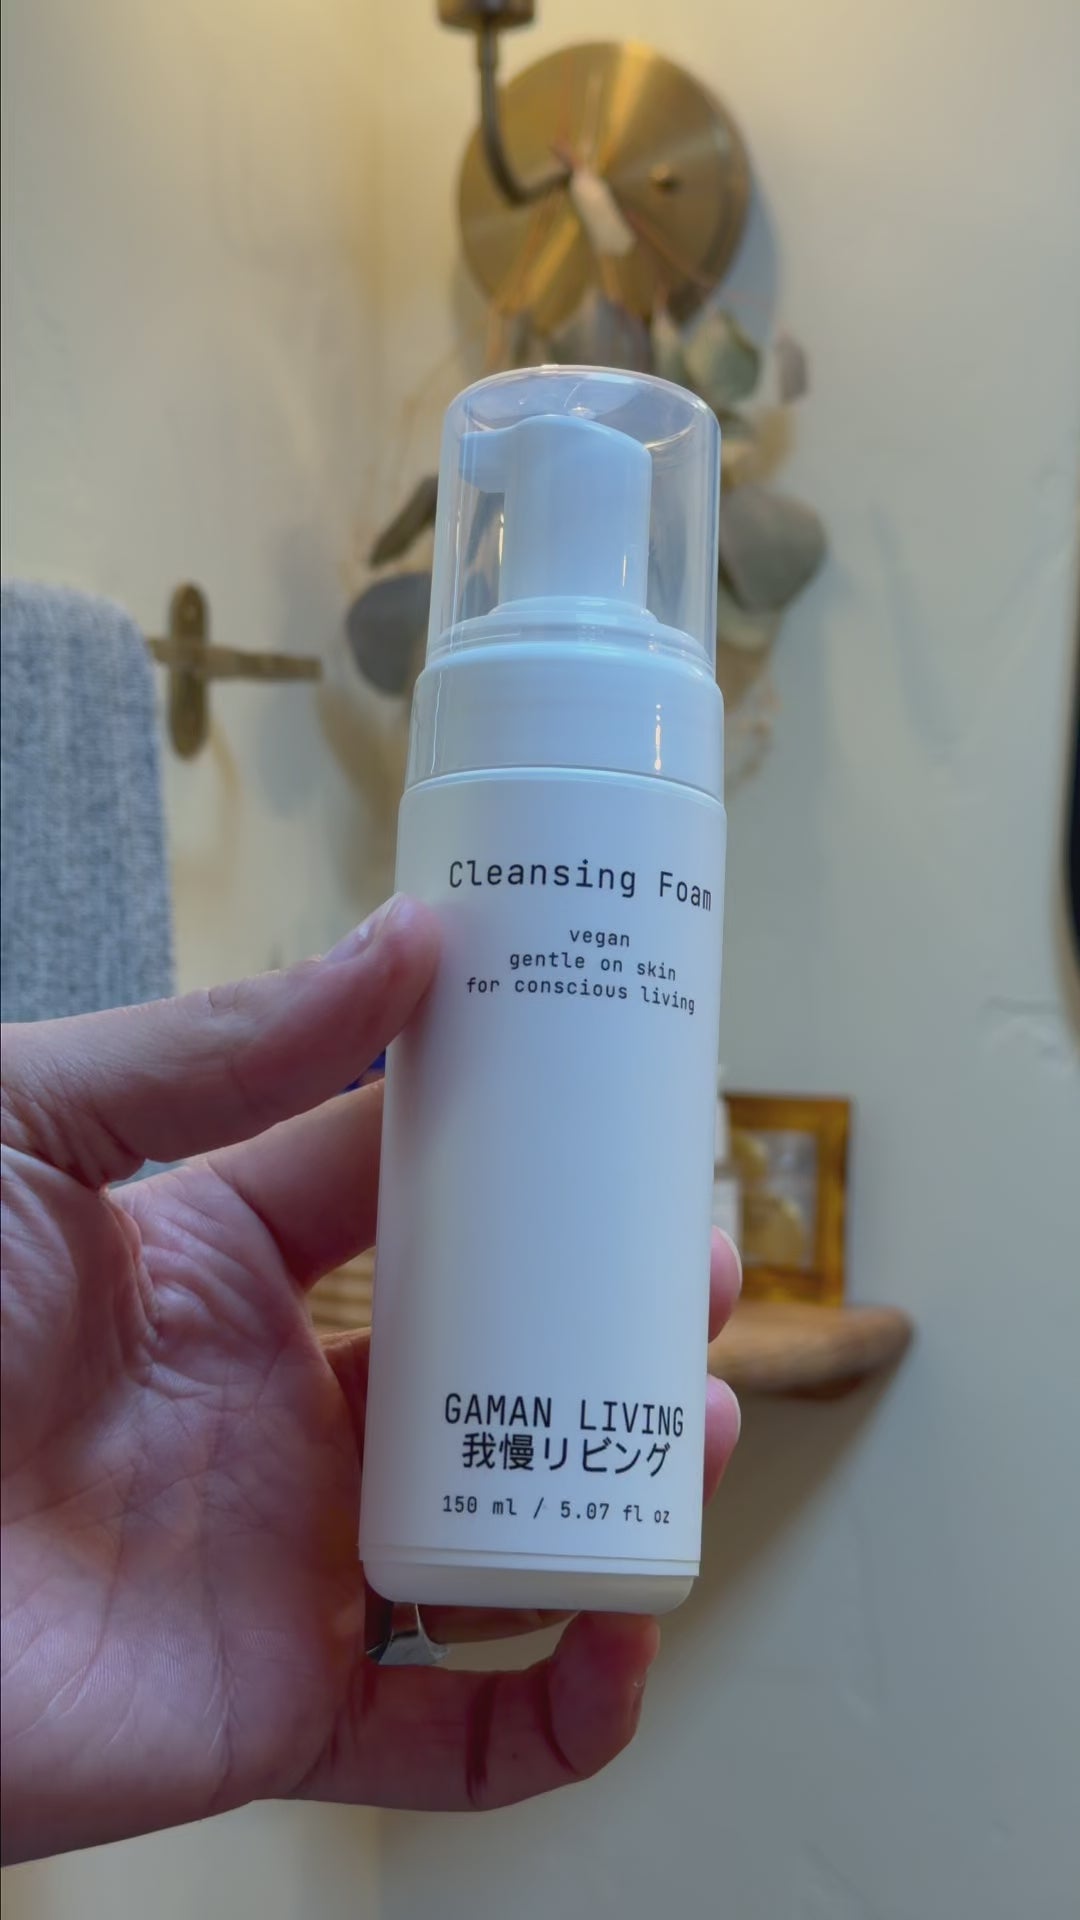 Cleansing Foam
vegan
gentle on skin
for conscious living
GAMAN LIVING
我慢リビング
150 ml / 5.07 fl oz